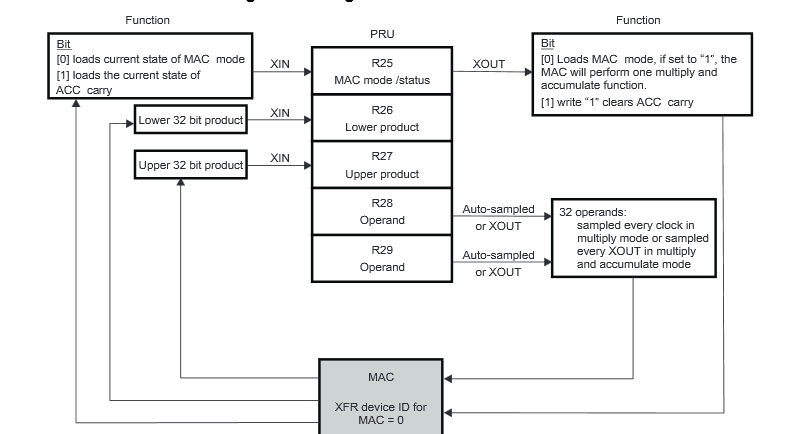 Function
PRU
Function
Bit
[0] loads current state of MAC mode
[1] loads the current state of
ACC carry
XIN
R25
MAC mode /status
XOUT
Bit
[0] Loads MAC mode, if set to “1”, the
MAC will perform one multiply and
accumulate function.
[1] write “1” clears ACC carry
Lower 32 bit product
XIN
R26
Lower product
Upper 32 bit product
XIN
R27
Upper product
R28
Operand
Auto-sampled
or XOUT
R29
Operand
Auto-sampled
or XOUT
32 operands:
sampled every clock in
multiply mode or sampled
every XOUT in multiply
and accumulate mode
MAC
XFR device ID for
MAC = 0